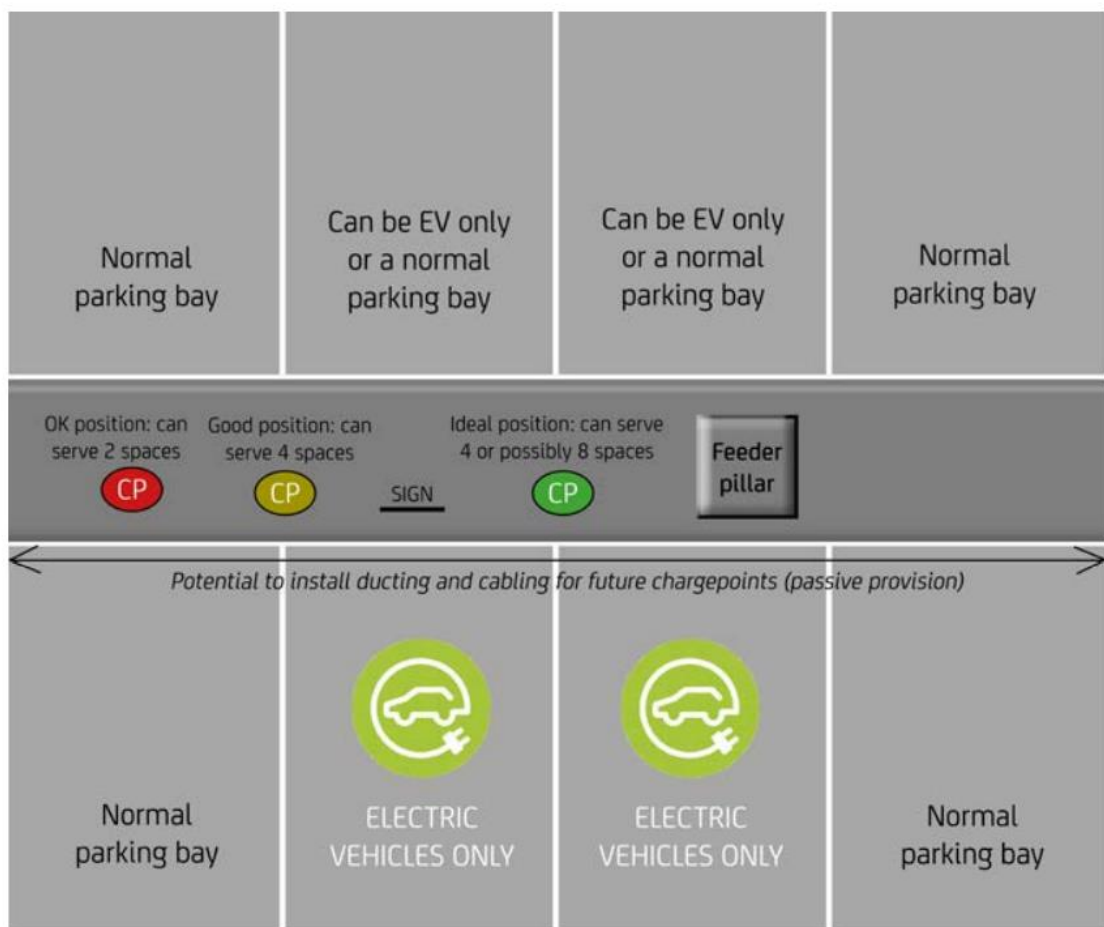 Normal
parking bay
Can be EV only
or a normal
parking bay
Can be EV only
or a normal
parking bay
Normal
parking bay
OK position: can
serve 2 spaces
CP
Good position: can
serve 4 spaces
CP
SIGN
Ideal position: can serve
4 or possibly 8 spaces
CP
Feeder
pillar
Potential to install ducting and cabling for future chargepoints (passive provision)
Normal
parking bay
ELECTRIC
VEHICLES ONLY
ELECTRIC
VEHICLES ONLY
Normal
parking bay